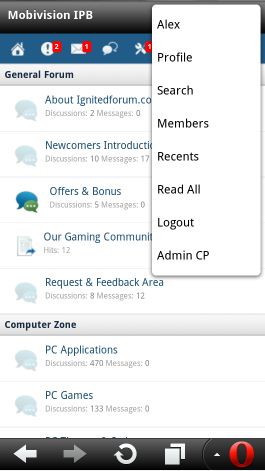 Mobivision IPB
2
1
1
Alex
Profile
Search
Members
Recents
Read All
Logout
Admin CP
General Forum
About Ignitedforum.co
Discussions: 2 Messages: 0
Newcomers Introductio
Discussions: 10 Messages: 17
Offers & Bonus
Discussions: 5 Messages: 0
Our Gaming Communit
Hits: 12
Request & Feedback Area
Discussions: 8 Messages: 12
Computer Zone
PC Applications
Discussions: 470 Messages: 0
PC Games
Discussions: 133 Messages: 0